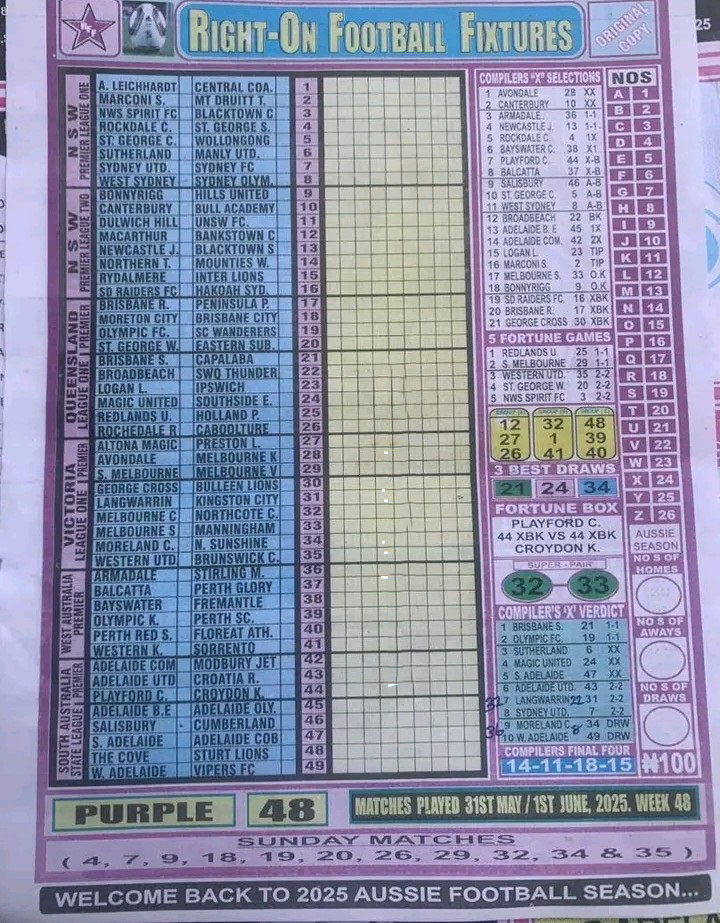 RIGHT-ON FOOTBALL FIXTURES
ORIGINAL COPY
25
NSW PREMIER LEAGUE ONE
A. LEICHHARDT CENTRAL COA. 1
MARCONI S. MT DRUITT T. 2
NWS SPIRIT FC BLACKTOWN C 3
ROCKDALE C. ST. GEORGE S. 4
ST. GEORGE C. WOLLONGONG 5
SUTHERLAND MANLY UTD. 6
SYDNEY UTD. SYDNEY FC 7
WEST SYDNEY SYDNEY OLYM. 8
NSW PREMIER LEAGUE TWO
BONNYRIGG HILLS UNITED 9
CANTERBURY BULL ACADEMY 10
DULWICH HILL UNSW FC. 11
MACARTHUR BANKSTOWN C 12
NEWCASTLE J. BLACKTOWN S 13
NORTHERN T. MOUNTIES W. 14
RYDALMERE INTER LIONS 15
SD RAIDERS FC HAKOAH SYD. 16
QUEENSLAND LEAGUE ONE PREMIER
BRISBANE R. PENINSULA P. 17
MORETON CITY BRISBANE CITY 18
OLYMPIC FC. SC WANDERERS 19
ST. GEORGE W. EASTERN SUB. 20
BRISBANE S. CAPALABA 21
BROADBEACH SWQ THUNDER 22
LOGAN L. IPSWICH 23
MAGIC UNITED SOUTHSIDE E. 24
REDLANDS U. HOLLAND P. 25
ROCHEDALE R CABOOLTURE 26
VICTORIA LEAGUE ONE PREMIER
ALTONA MAGIC PRESTON L. 27
AVONDALE MELBOURNE K 28
S. MELBOURNE MELBOURNE V 29
GEORGE CROSS BULLEEN LIONS 30
LANGWARRIN KINGSTON CITY 31
MELBOURNE C NORTHCOTE C. 32
MELBOURNE S MANNINGHAM 33
MORELAND C. N. SUNSHINE 34
WESTERN UTD BRUNSWICK C. 35
WEST AUSTRALIA PREMIER
ARMADALE STIRLING M. 36
BALCATTA PERTH GLORY 37
BAYSWATER FREMANTLE 38
OLYMPIC K. PERTH SC. 39
PERTH RED S. FLOREAT ATH. 40
WESTERN K. SORRENTO 41
SOUTH AUSTRALIA STATE LEAGUE 1 PREMIER
ADELAIDE COM MODBURY JET 42
ADELAIDE UTD CROATIA R. 43
PLAYFORD C. CROYDON K. 44
ADELAIDE B.E ADELAIDE OLY. 45
SALISBURY CUMBERLAND 46
S. ADELAIDE ADELAIDE COB 47
THE COVE STURT LIONS 48
W. ADELAIDE VIPERS FC 49
COMPILERS "X" SELECTIONS
1 AVONDALE 28 XX
2 CANTERBURY 10 XX
3 ARMADALE 36 1-1
4 NEWCASTLE J. 13 1-1
5 ROCKDALE C. 4 1X
6 BAYSWATER C. 38 X1
7 PLAYFORD C. 44 X-B
8 BALCATTA 37 X-B
9 SALISBURY 46 A-B
10 ST. GEORGE C. 5 A-B
11 WEST SYDNEY 8 A-B
12 BROADBEACH 22 BK
13 ADELAIDE B.E 45 1X
14 ADELAIDE COM. 42 2X
15 LOGAN L. 23 TIP
16 MARCONI S. 2 TIP
17 MELBOURNE S. 33 O.K
18 BONNYRIGG 9 O.K
19 SD RAIDERS FC. 16 XBK
20 BRISBANE R. 17 XBK
21 GEORGE CROSS 30 XBK
5 FORTUNE GAMES
1 REDLANDS U. 25 1-1
2 S. MELBOURNE 29 1-1
3 WESTERN UTD. 35 2-2
4 ST. GEORGE W. 20 2-2
5 NWS SPIRIT FC 3 2-2
12 32 48
27 1 39
26 41 40
3 BEST DRAWS
21 24 34
FORTUNE BOX
PLAYFORD C.
44 XBK VS 44 XBK
CROYDON K.
SUPER - PAIR
32 33
COMPILER'S 'X' VERDICT
1 BRISBANE S. 21 1-1
2 OLYMPIC FC. 19 1-1
3 SUTHERLAND 6 XX
4 MAGIC UNITED 24 XX
5 S. ADELAIDE 47 XX
6 ADELAIDE UTD. 43 2-2
7 LANGWARRIN 31 2-2
8 SYDNEY UTD. 7 2-2
9 MORELAND C. 34 DRW
10 W. ADELAIDE 49 DRW
COMPILERS FINAL FOUR
14-11-18-15
NOS
A 1
B 2
C 3
D 4
E 5
F 6
G 7
H 8
I 9
J 10
K 11
L 12
M 13
N 14
O 15
P 16
Q 17
R 18
S 19
T 20
U 21
V 22
W 23
X 24
Y 25
Z 26
AUSSIE
SEASON
NO S OF
HOMES
NO S OF
AWAYS
NO S OF
DRAWS
₦100
PURPLE 48 MATCHES PLAYED 31ST MAY / 1ST JUNE, 2025. WEEK 48
SUNDAY MATCHES
( 4, 7, 9, 18, 19, 20, 26, 29, 32, 34 & 35 )
WELCOME BACK TO 2025 AUSSIE FOOTBALL SEASON...